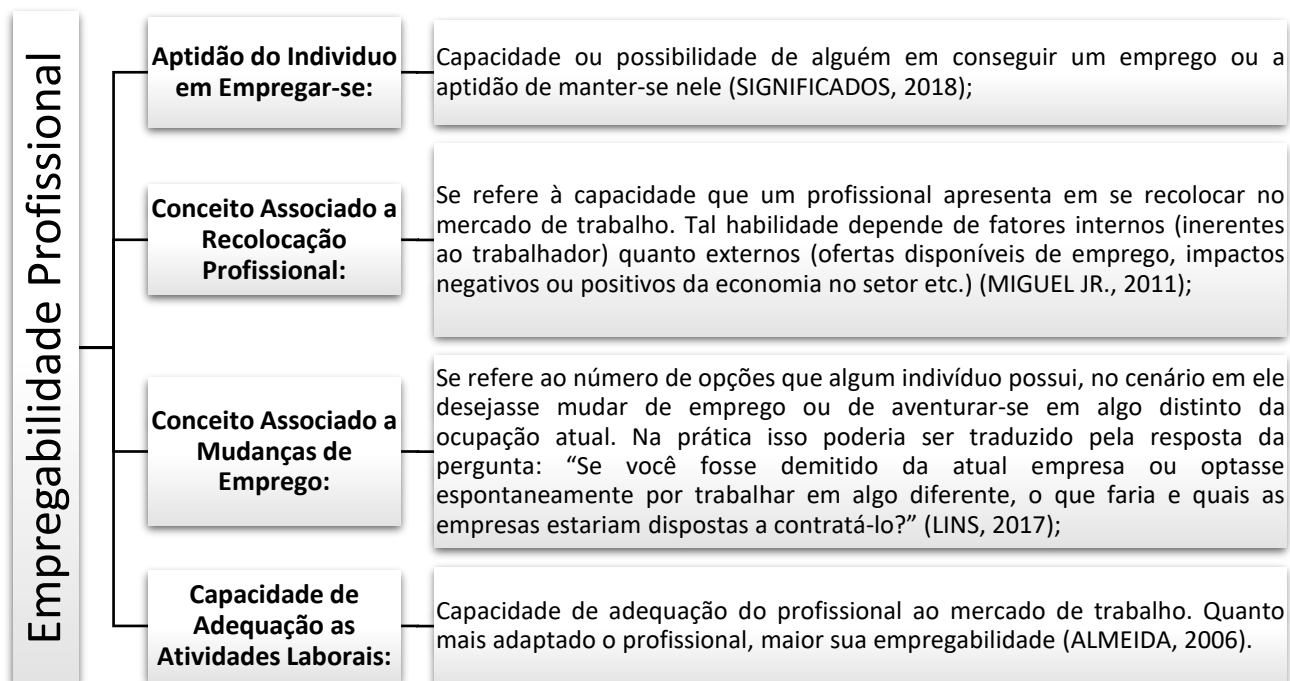 Empregabilidade Profissional
Aptidão do Individuo
em Empregar-se:
Capacidade ou possibilidade de alguém em conseguir um emprego ou a
aptidão de manter-se nele (SIGNIFICADOS, 2018);
Conceito Associado a
Recolocação
Profissional:
Se refere à capacidade que um profissional apresenta em se recolocar no
mercado de trabalho. Tal habilidade depende de fatores internos (inerentes
ao trabalhador) quanto externos (ofertas disponíveis de emprego, impactos
negativos ou positivos da economia no setor etc.) (MIGUEL JR., 2011);
Conceito Associado a
Mudanças de
Emprego:
Se refere ao número de opções que algum indivíduo possui, no cenário em ele
desejasse mudar de emprego ou de aventurar-se em algo distinto da
ocupação atual. Na prática isso poderia ser traduzido pela resposta da
pergunta: “Se você fosse demitido da atual empresa ou optasse
espontaneamente por trabalhar em algo diferente, o que faria e quais as
empresas estariam dispostas a contratá-lo?” (LINS, 2017);
Capacidade de
Adequação as
Atividades Laborais:
Capacidade de adequação do profissional ao mercado de trabalho. Quanto
mais adaptado o profissional, maior sua empregabilidade (ALMEIDA, 2006).